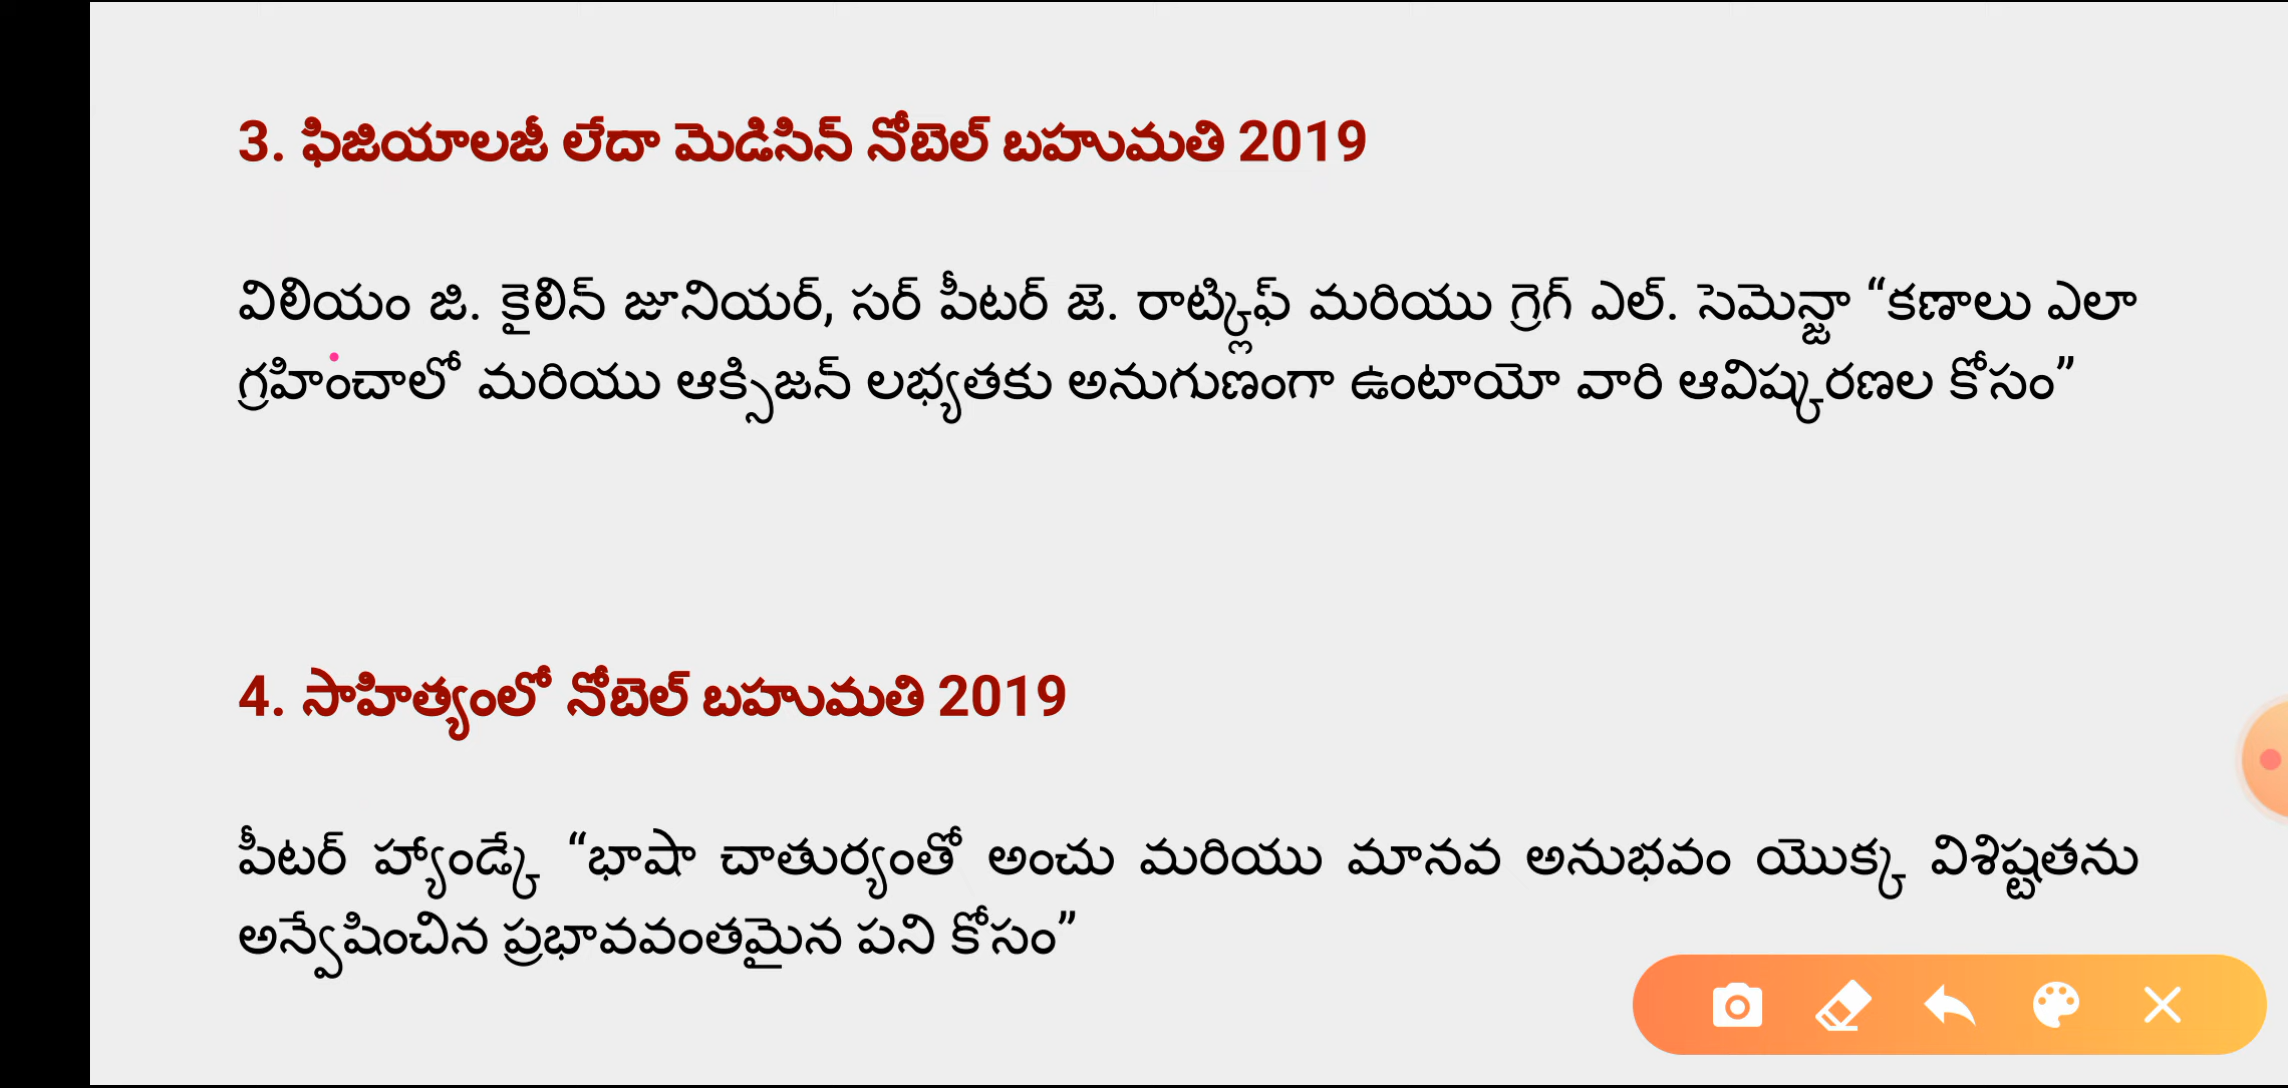 3. ఫిజియాలజీ లేదా మెడిసిన్ నోబెల్ బహుమతి 2019
విలియం జి. కైలిన్ జూనియర్, సర్ పీటర్ జె. రాట్క్లిఫ్ మరియు గ్రెగ్ ఎల్. సెమెన్జా “కణాలు ఎలా
గ్రహించాలో మరియు ఆక్సిజన్ లభ్యతకు అనుగుణంగా ఉంటాయో వారి ఆవిష్కరణల కోసం”
4. సాహిత్యంలో నోబెల్ బహుమతి 2019
పీటర్ హ్యాండ్కే “భాషా చాతుర్యంతో అంచు మరియు మానవ అనుభవం యొక్క విశిష్టతను
అన్వేషించిన ప్రభావవంతమైన పని కోసం”